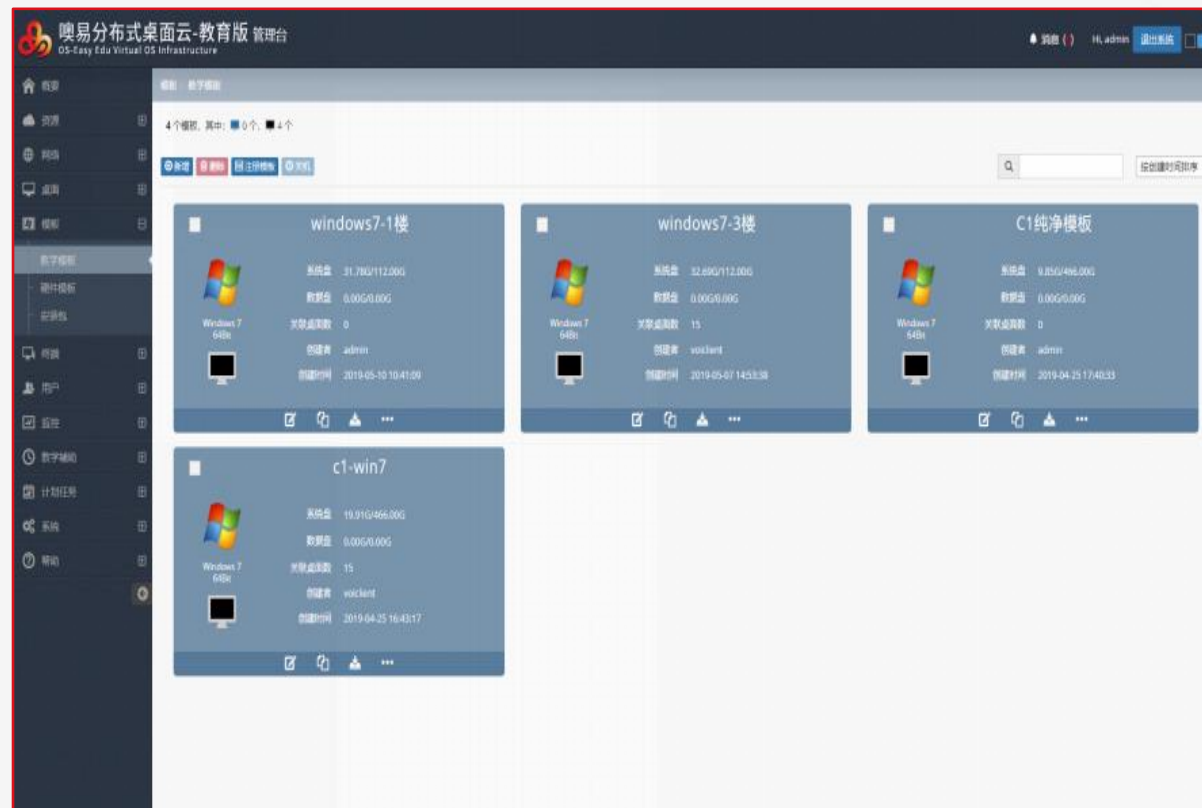 噢易分布式桌面云-教育版 管理台
OS-Easy Edu Virtual OS Infrastructure
消息 ( )
Hi, admin
退出系统
概要
资源
网络
桌面
模板
教学模板
硬件模板
安装包
终端
用户
监控
教学辅助
计划任务
系统
帮助
模板 教学模板
4个模板, 其中: 0个, 4个
新增 删除 注册模板 关机
按创建时间排序
windows7-1楼
Windows 7
64Bit
系统盘 31.78G/112.00G
数据盘 0.00G/0.00G
关联桌面数 0
创建者 admin
创建时间 2019-05-10 10:41:09
windows7-3楼
Windows 7
64Bit
系统盘 32.69G/112.00G
数据盘 0.00G/0.00G
关联桌面数 15
创建者 voiclient
创建时间 2019-05-07 14:53:38
C1纯净模板
Windows 7
64Bit
系统盘 9.85G/466.00G
数据盘 0.00G/0.00G
关联桌面数 0
创建者 admin
创建时间 2019-04-25 17:40:33
c1-win7
Windows 7
64Bit
系统盘 19.91G/466.00G
数据盘 0.00G/0.00G
关联桌面数 15
创建者 voiclient
创建时间 2019-04-25 16:43:17